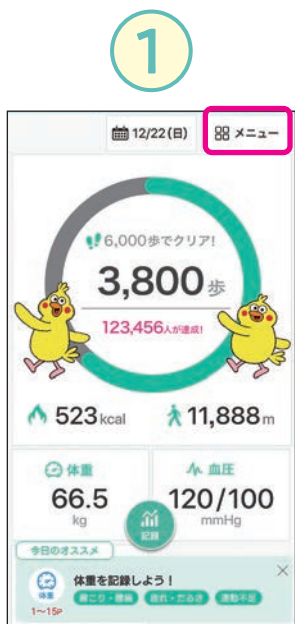 1
12/22(日) メニュー
6,000歩でクリア!
3,800歩
123,456人が達成!
523kcal 11,888m
体重 血圧
66.5 120/100
kg mmHg
記録
今日のオススメ
体重を記録しよう!
体重 肩こり・腰痛 疲れ・だるさ 運動不足
1〜15P